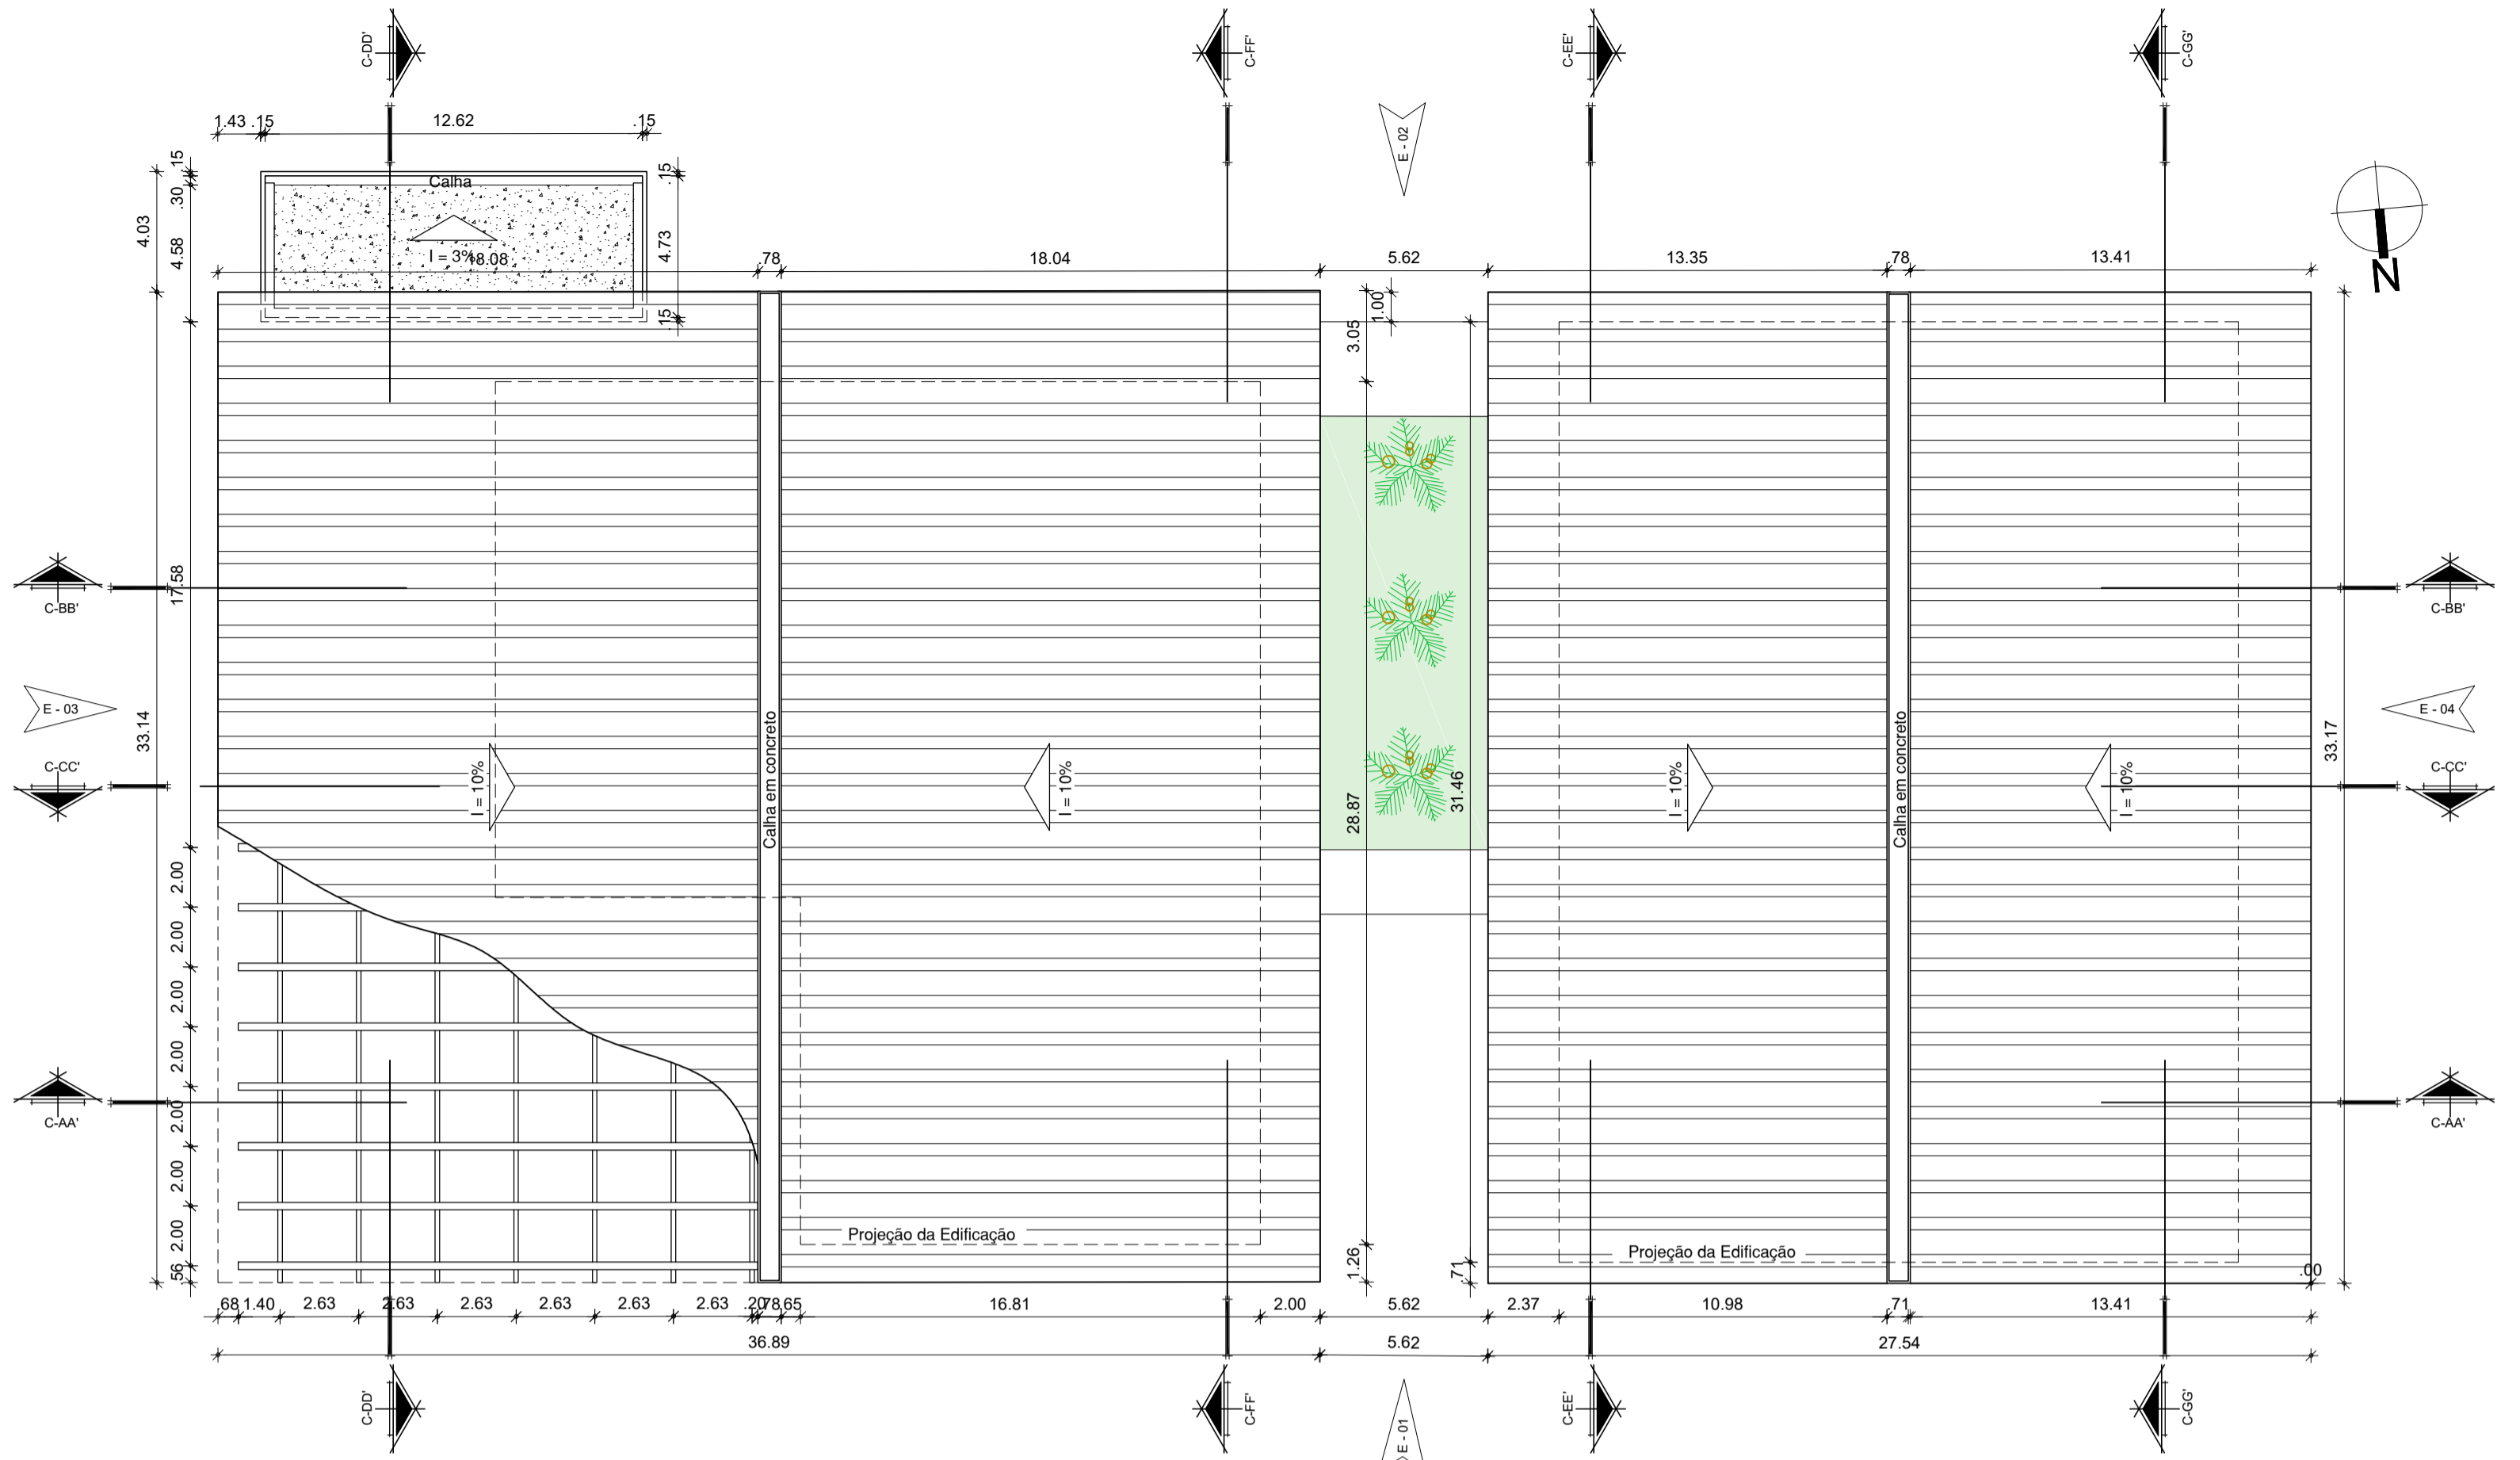 C-DD'
C-FF'
C-EE'
C-GG'
1.43
.15
12.62
.15
E - 02
.15
30
4.03
4.58
Calha
I = 3%
18.08
.15
4.73
.15
.78
18.04
5.62
13.35
.78
13.41
N
1.00
3.05
C-BB'
17.58
C-BB'
E - 03
33.14
C-CC'
I = 10%
Calha em concreto
I = 10%
28.87
31.46
I = 10%
Calha em concreto
I = 10%
33.17
E - 04
C-CC'
2.00
2.00
2.00
2.00
2.00
2.00
2.00
.56
C-AA'
C-AA'
Projeção da Edificação
1.26
.71
Projeção da Edificação
.00
.68
1.40
2.63
2.63
2.63
2.63
2.63
2.63
.20
.78
.65
16.81
2.00
5.62
2.37
10.98
.71
13.41
36.89
5.62
27.54
C-DD'
C-FF'
E - 01
C-EE'
C-GG'